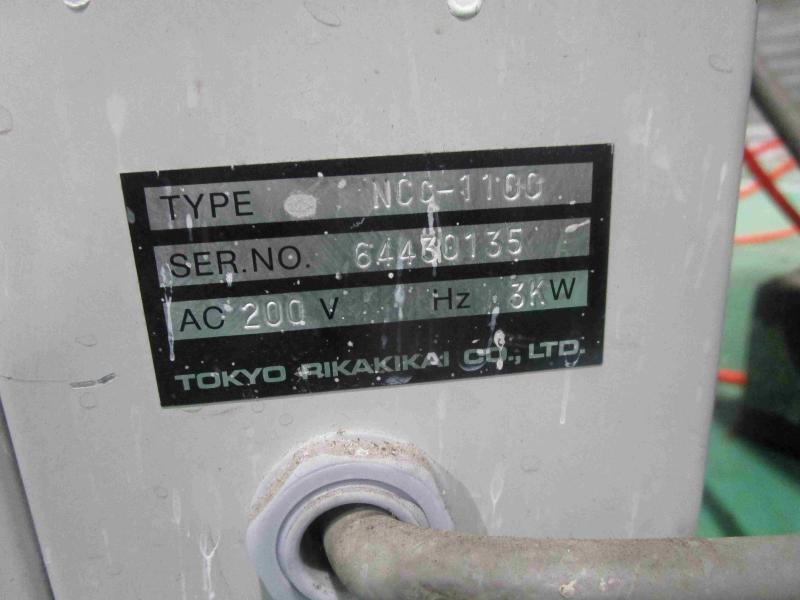 TYPE NCC-1100
SER.NO. 64430135
AC 200 V Hz 3KW
TOKYO RIKAKIKAI CO., LTD.